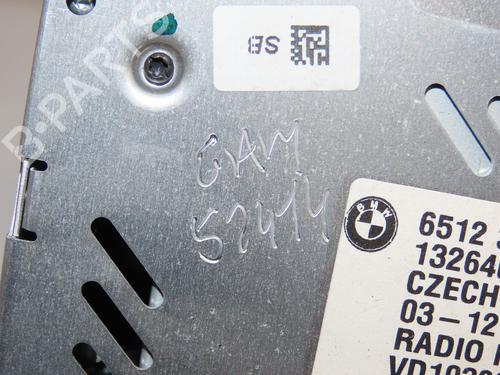 SB
GAM
52414
BMW
6512
13264
CZECH
03-12
RADIO
B-PARTS